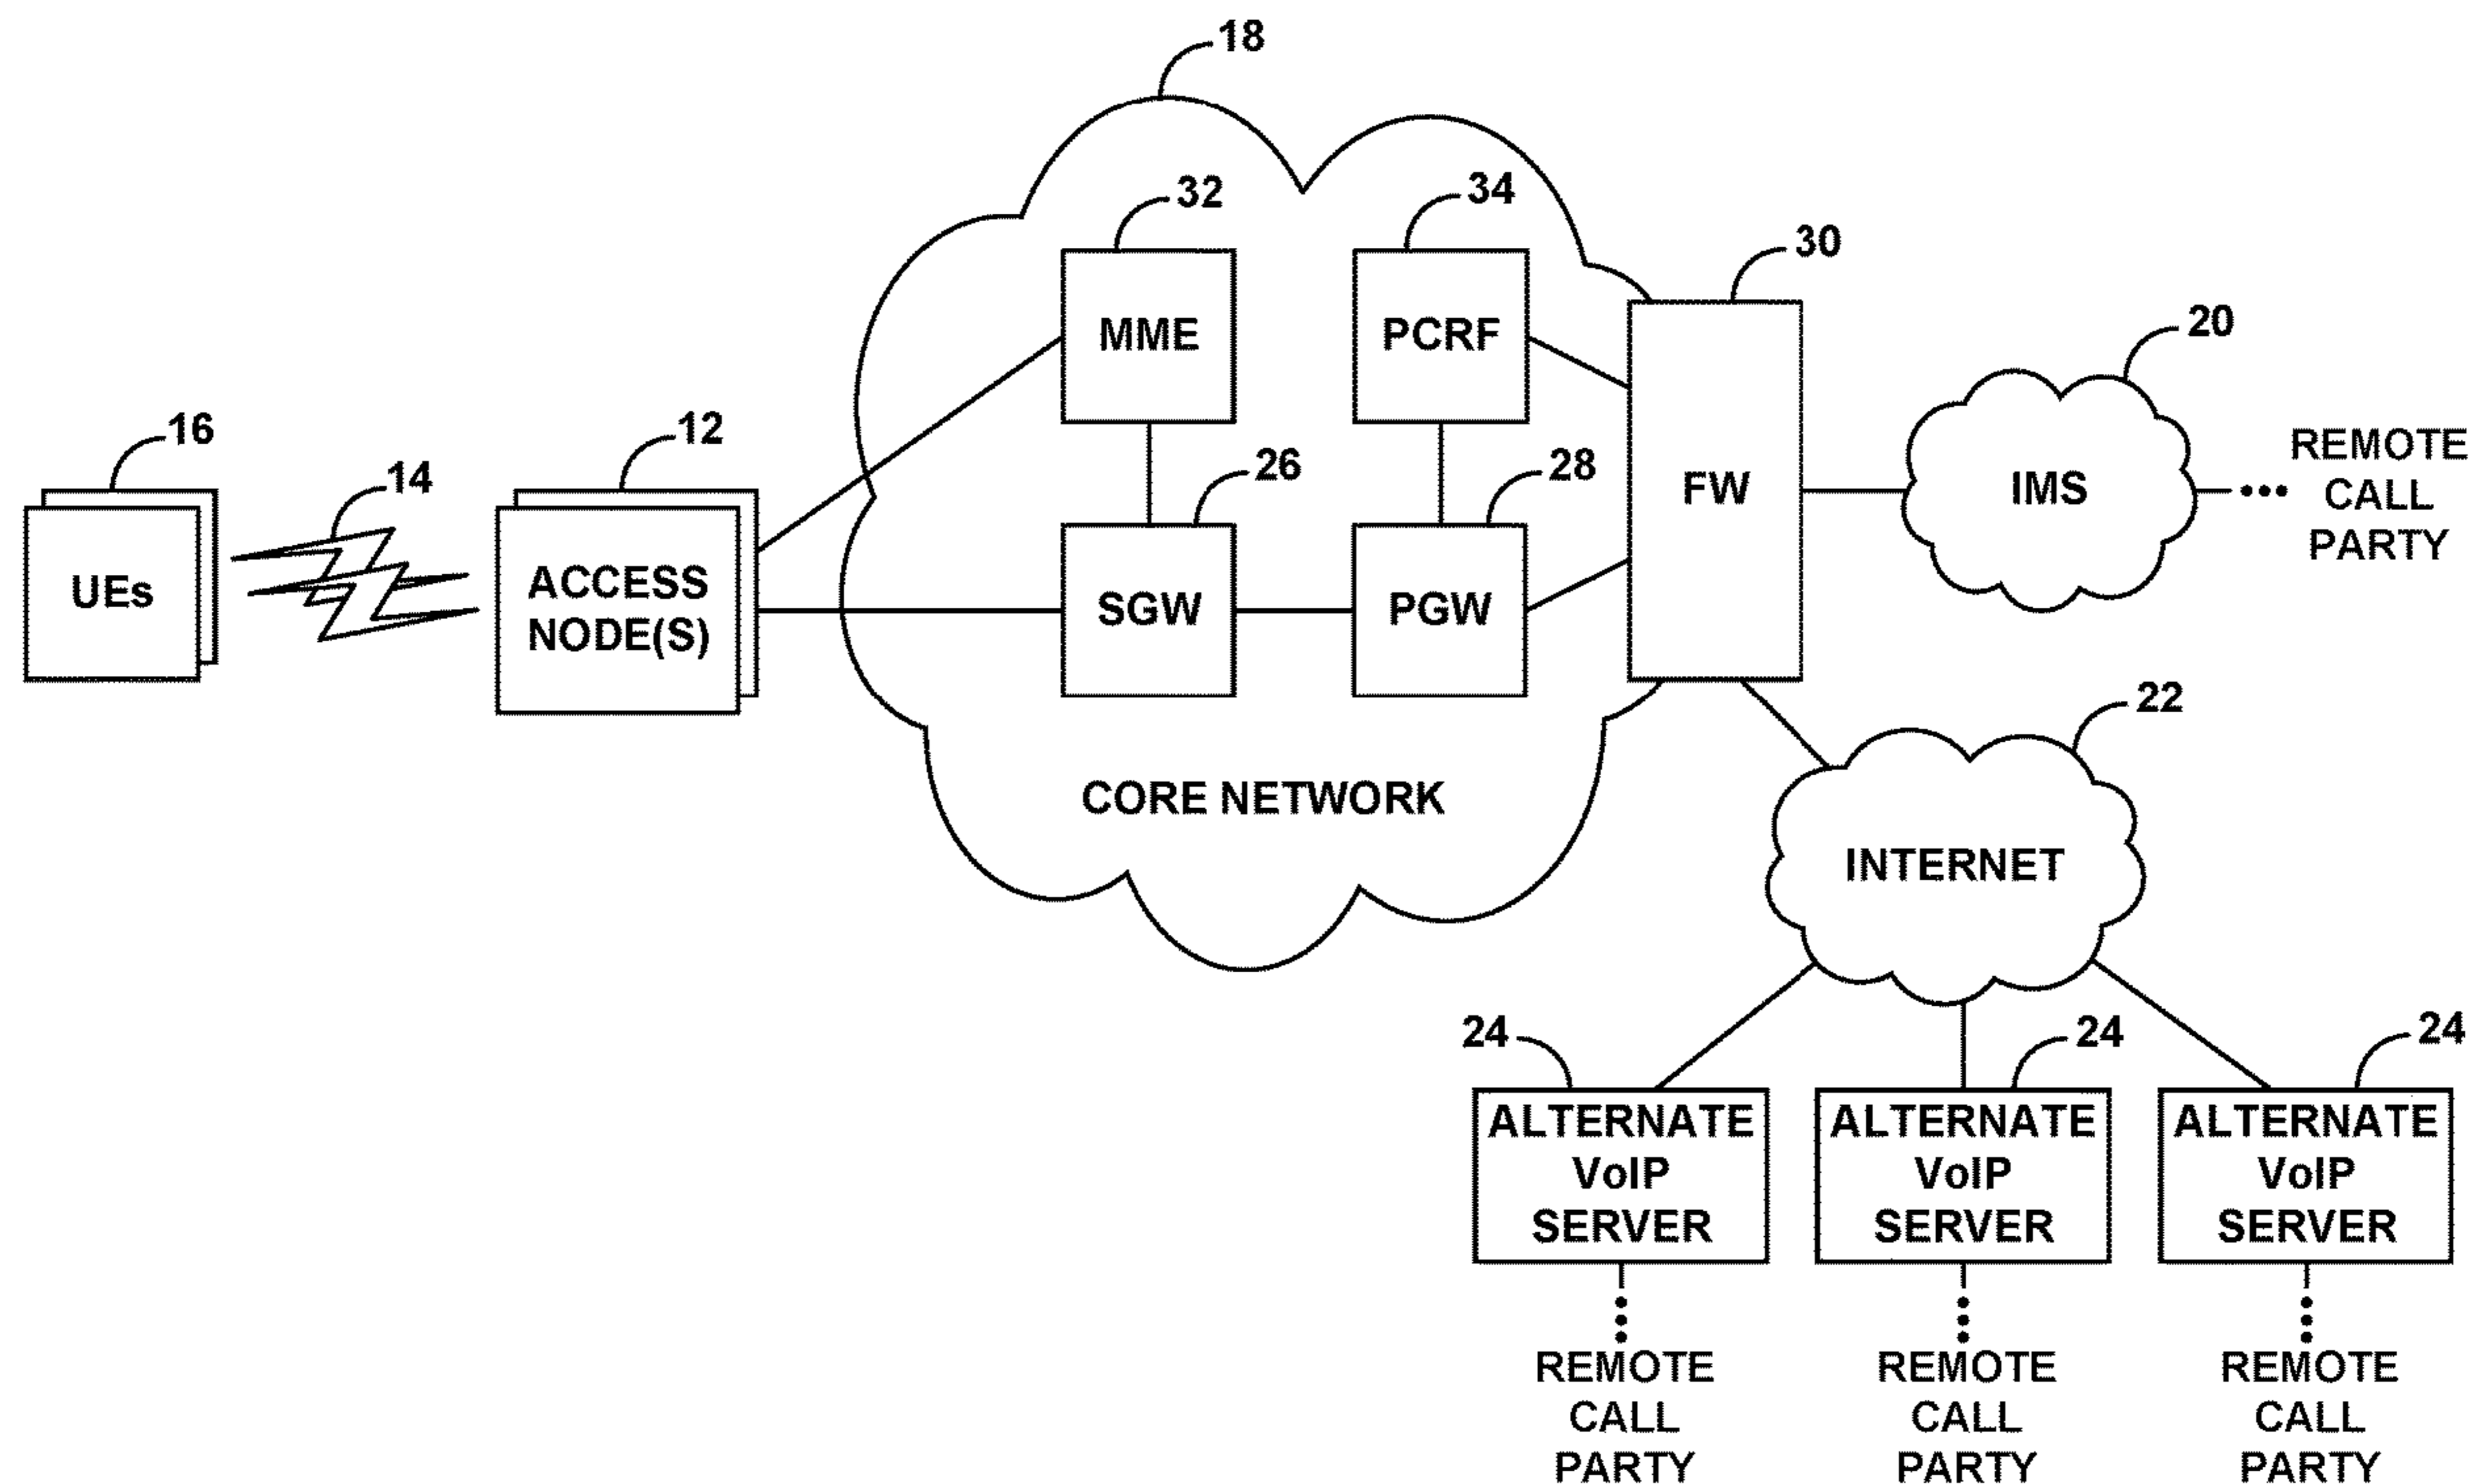 18
32
34
30
MME
PCRF
20
16
12
14
26
28
FW
IMS
REMOTE
CALL
PARTY
UEs
ACCESS
NODE(S)
SGW
PGW
22
CORE NETWORK
INTERNET
24
24
24
ALTERNATE
VoIP
SERVER
ALTERNATE
VoIP
SERVER
ALTERNATE
VoIP
SERVER
REMOTE
CALL
PARTY
REMOTE
CALL
PARTY
REMOTE
CALL
PARTY